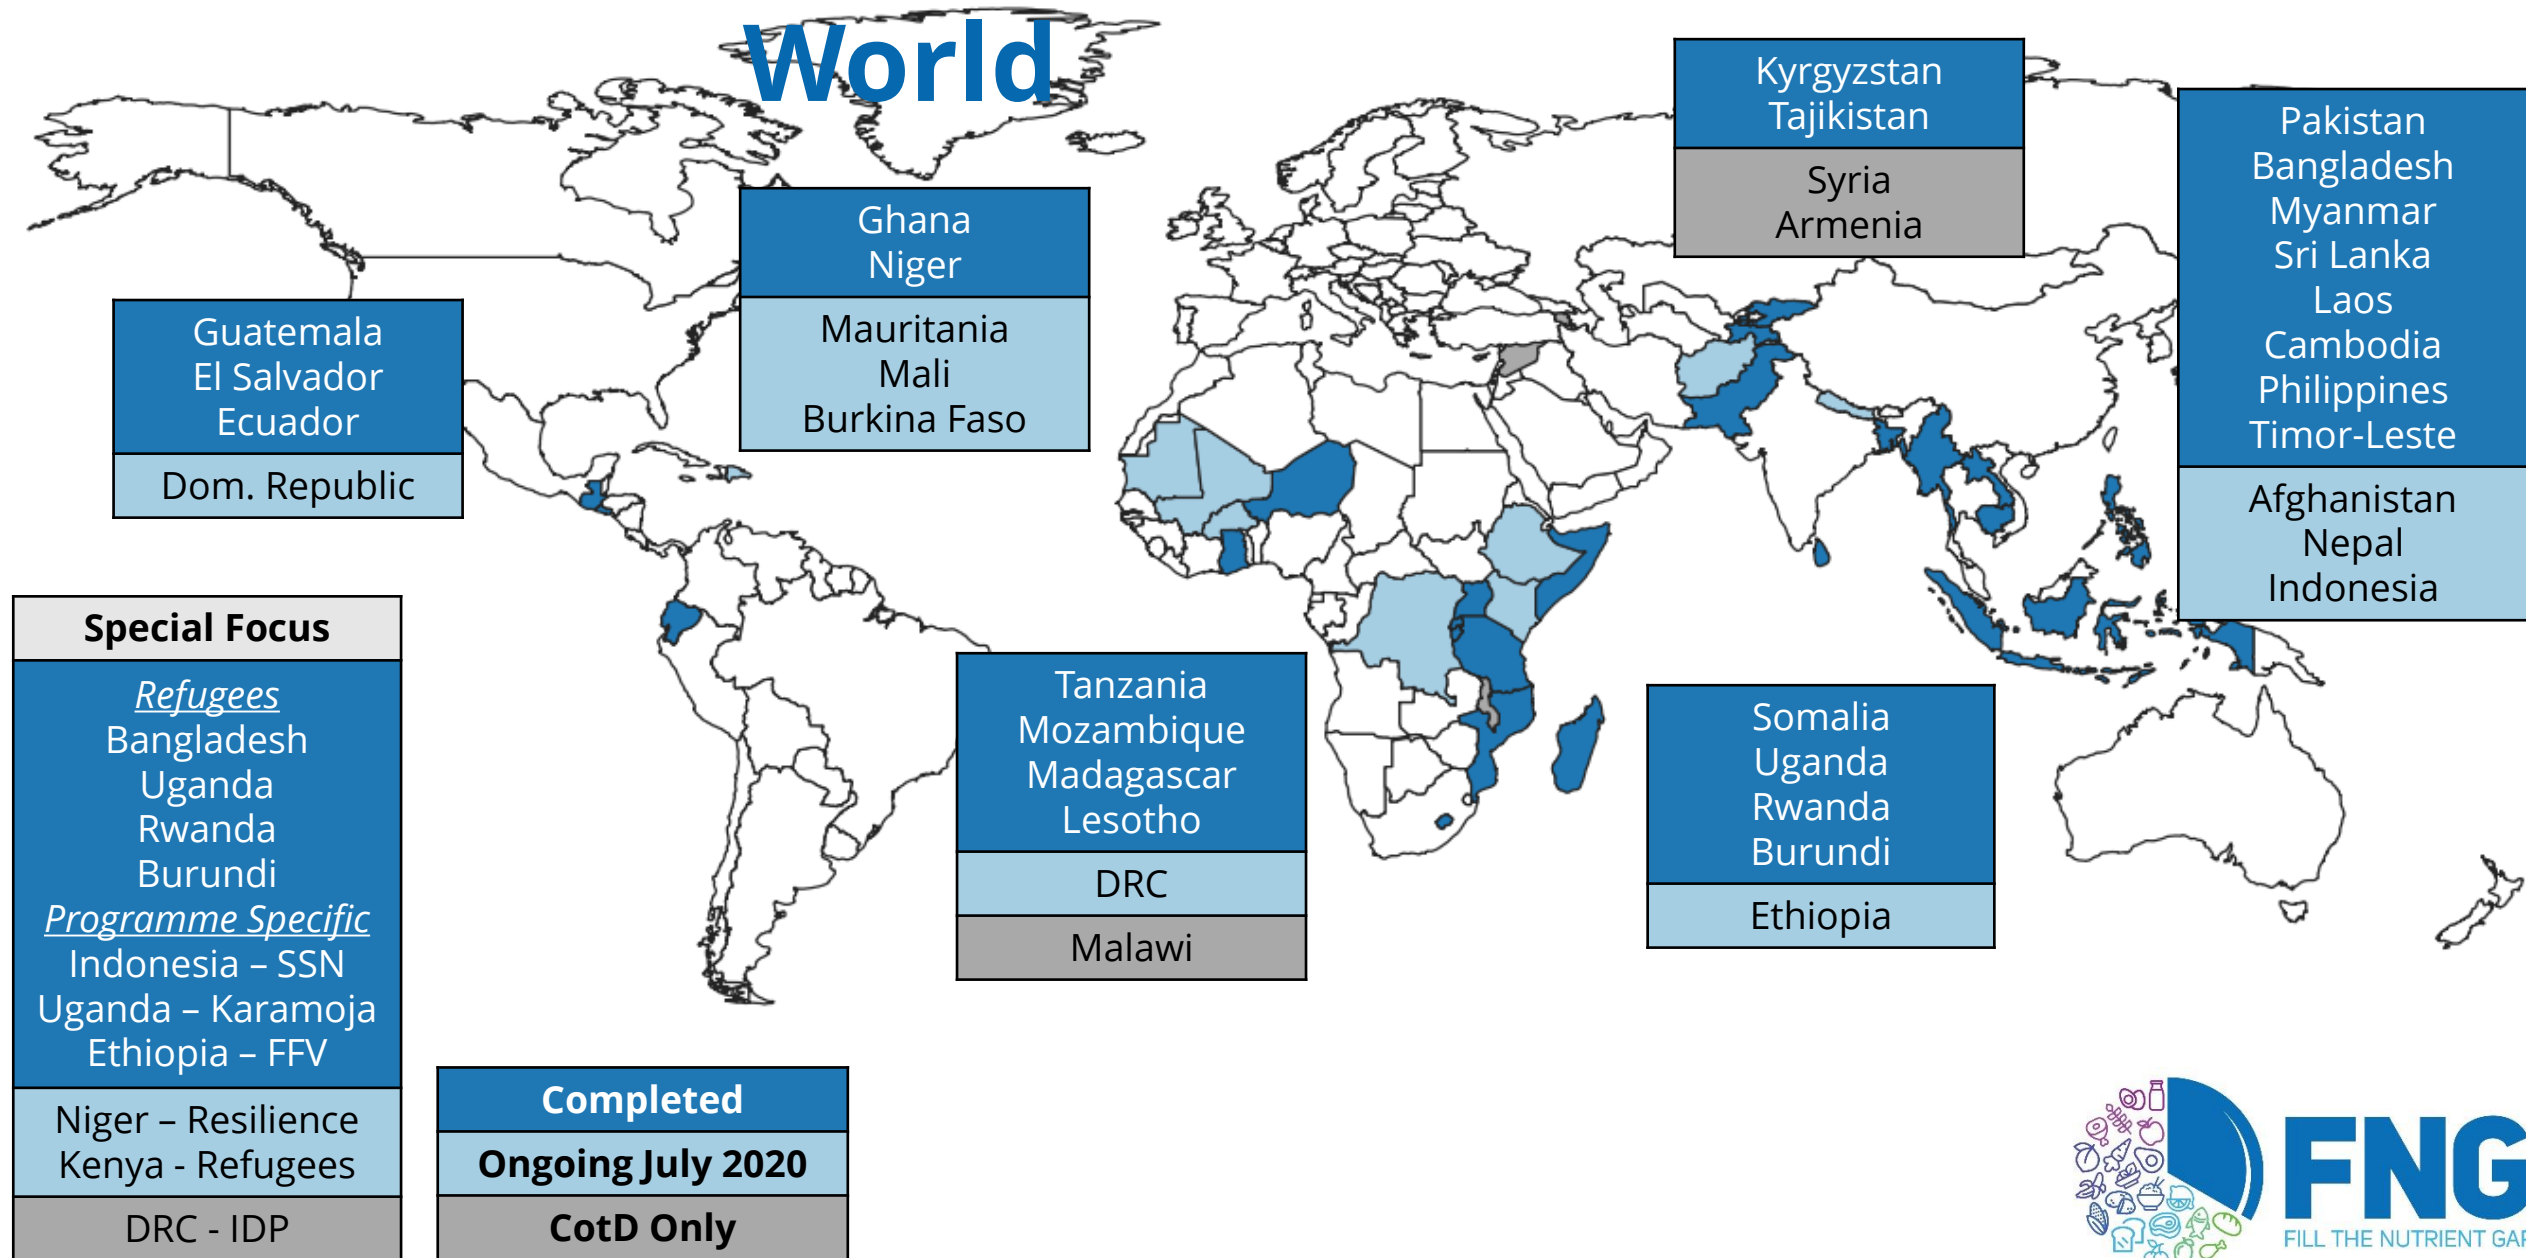 World
Kyrgyzstan
Tajikistan
Syria
Armenia
Pakistan
Bangladesh
Myanmar
Sri Lanka
Laos
Cambodia
Philippines
Timor-Leste
Afghanistan
Nepal
Indonesia
Ghana
Niger
Mauritania
Mali
Burkina Faso
Guatemala
El Salvador
Ecuador
Dom. Republic
Special Focus
Refugees
Bangladesh
Uganda
Rwanda
Burundi
Programme Specific
Indonesia – SSN
Uganda – Karamoja
Ethiopia – FFV
Niger – Resilience
Kenya - Refugees
DRC - IDP
Tanzania
Mozambique
Madagascar
Lesotho
DRC
Malawi
Somalia
Uganda
Rwanda
Burundi
Ethiopia
Completed
Ongoing July 2020
CotD Only
FNG
FILL THE NUTRIENT GAP